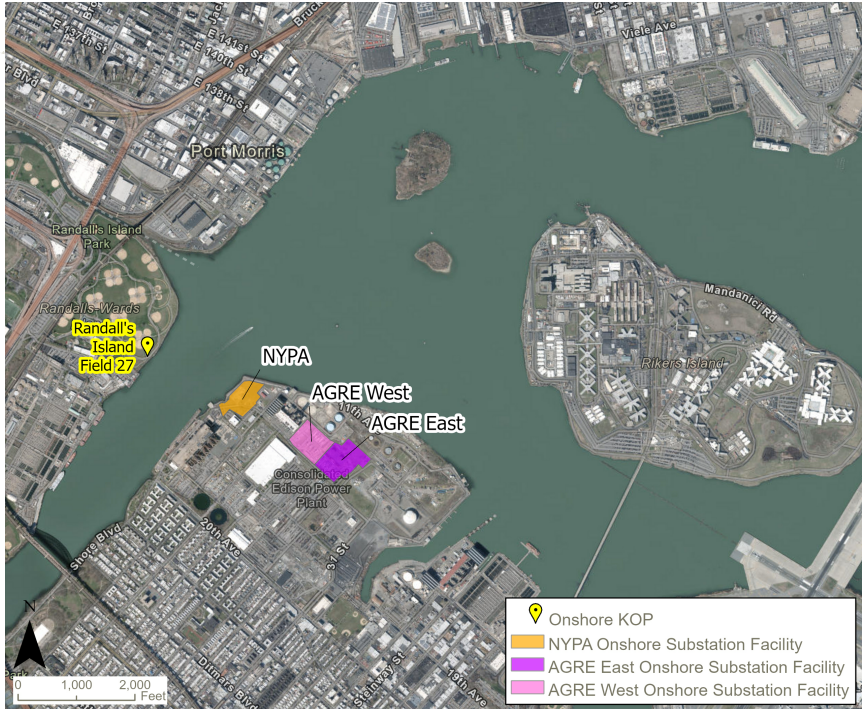 E 137th St
E 141st St
E 140th St
E 138th St
Viele Ave
Port Morris
Randall's Island
Park
Randalls-Wards
Randall's
Island
Field 27
Mandanici Rd
Rikers Island
NYPA
AGRE West
11th A
AGRE East
Consolidated
Edison Power
Plant
20th Ave
31 St
Shore Blvd
Ditmars Blvd
Steinway St
19th Ave
Park
N
0 1,000 2,000
Feet
Onshore KOP
NYPA Onshore Substation Facility
AGRE East Onshore Substation Facility
AGRE West Onshore Substation Facility